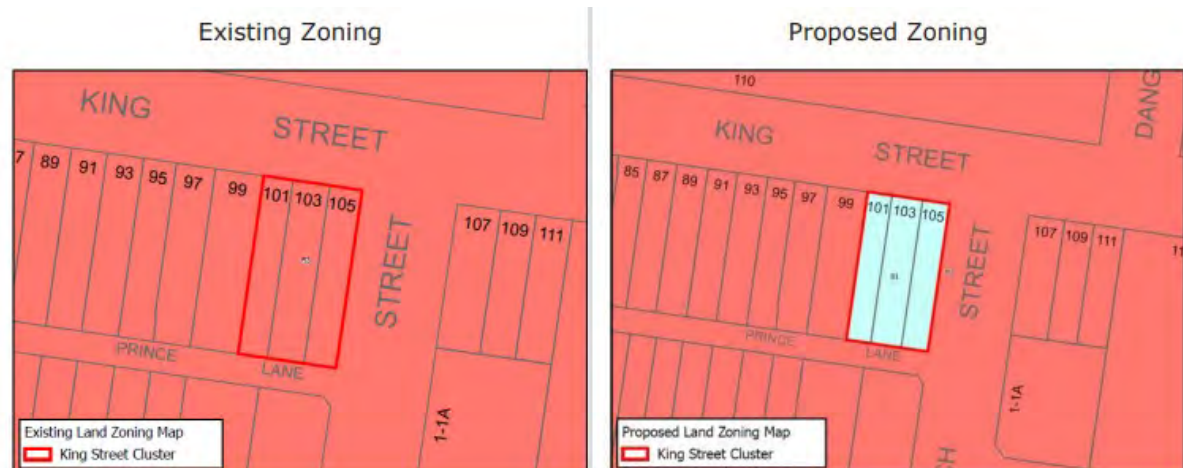 Existing Zoning
KING
STREET
7 89 91 93 95 97 99 101 103 105
107 109 111
STREET
PRINCE
LANE
1-1A
Existing Land Zoning Map
King Street Cluster
Proposed Zoning
110
DANG
KING
STREET
85 87 89 91 93 95 97 99 101 103 105
107 109 111 11
STREET
PRINCE
LANE
1-1A
CH
Proposed Land Zoning Map
King Street Cluster